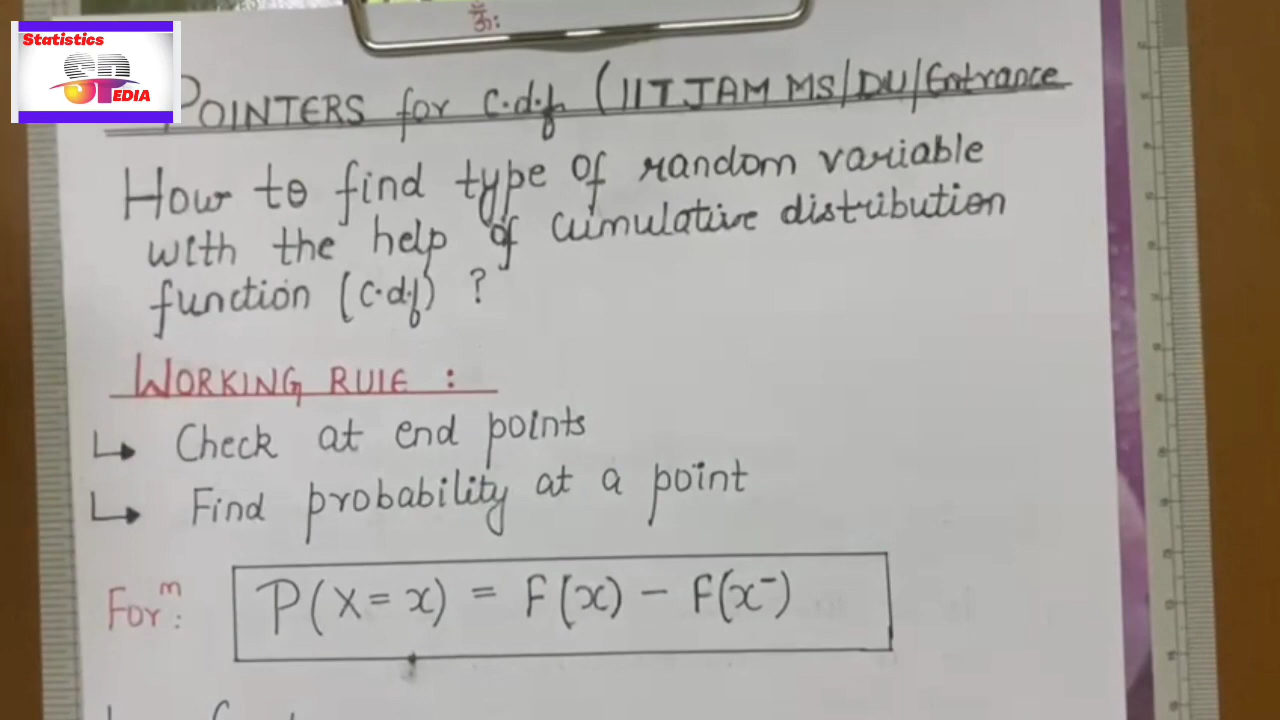 Statistics
EDIA
ॐ:
POINTERS for c.d.f. (IIT JAM MS/DU/Entrance
How to find type of random variable
with the help of cumulative distribution
function (c.d.f) ?
WORKING RULE :
↳ Check at end points
↳ Find probability at a point
Forᵐ: P(X = x) = F(x) − F(x⁻)